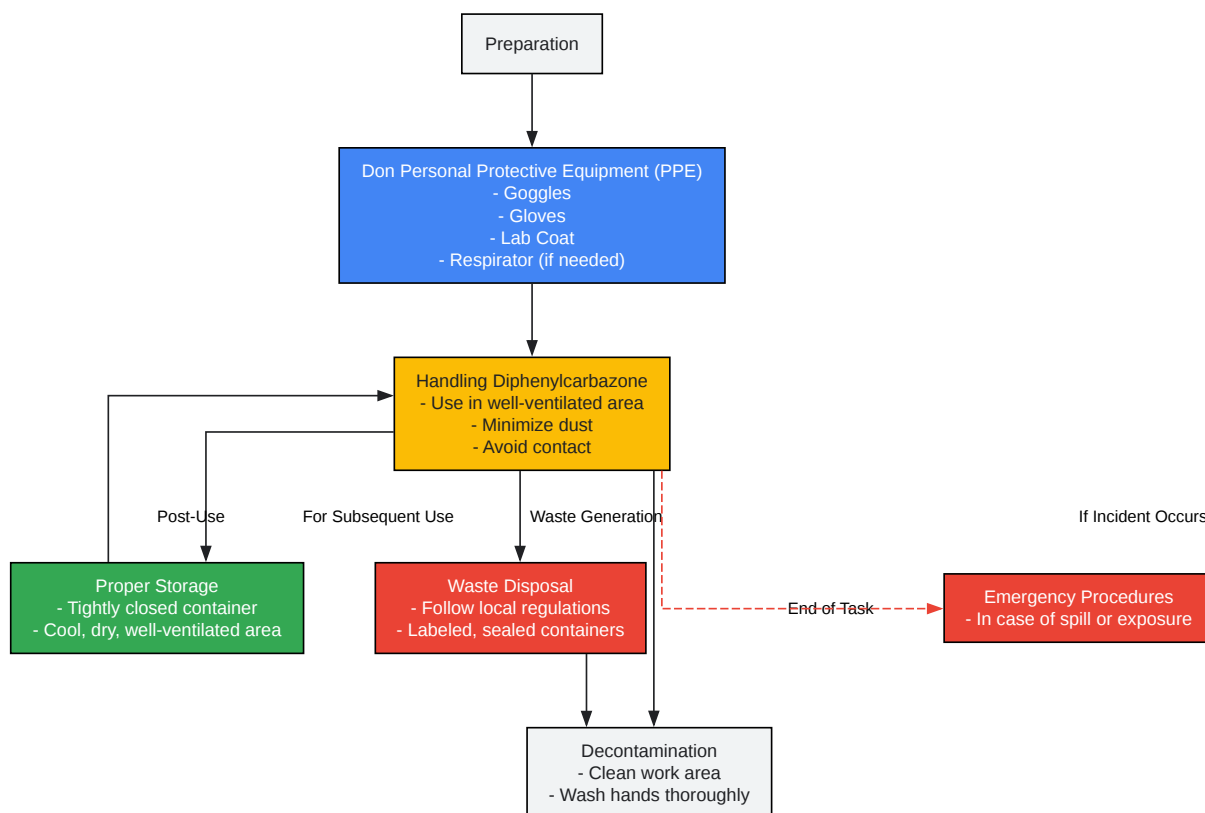 Preparation
Don Personal Protective Equipment (PPE)
- Goggles
- Gloves
- Lab Coat
- Respirator (if needed)
Handling Diphenylcarbazone
- Use in well-ventilated area
- Minimize dust
- Avoid contact
Post-Use
For Subsequent Use
Waste Generation
If Incident Occurs
Proper Storage
- Tightly closed container
- Cool, dry, well-ventilated area
Waste Disposal
- Follow local regulations
- Labeled, sealed containers
End of Task
Emergency Procedures
- In case of spill or exposure
Decontamination
- Clean work area
- Wash hands thoroughly